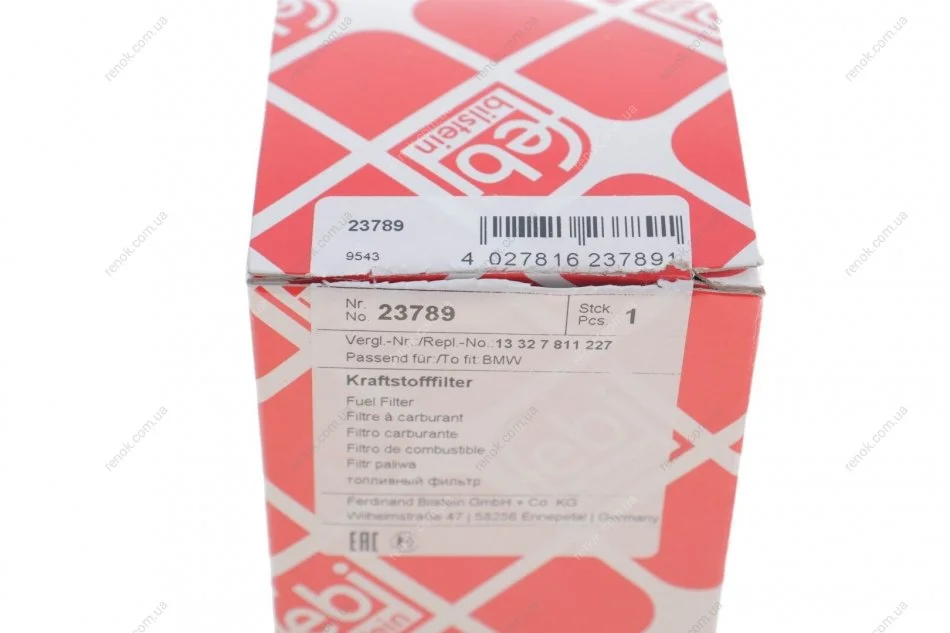 febi
bilstein
23789
9543
4 027816 237891
Nr.
No. 23789
Stck.
Pcs. 1
Vergl.-Nr.:/Repl.-No.:13 32 7 811 227
Passend für:/To fit:BMW
Kraftstofffilter
Fuel Filter
Filtre à carburant
Filtro carburante
Filtro de combustible
Filtr paliwa
топливный фильтр
Ferdinand Bilstein GmbH + Co. KG
Wilhelmstraße 47 | 58256 Ennepetal | Germany
EAC
febi
renok.com.ua